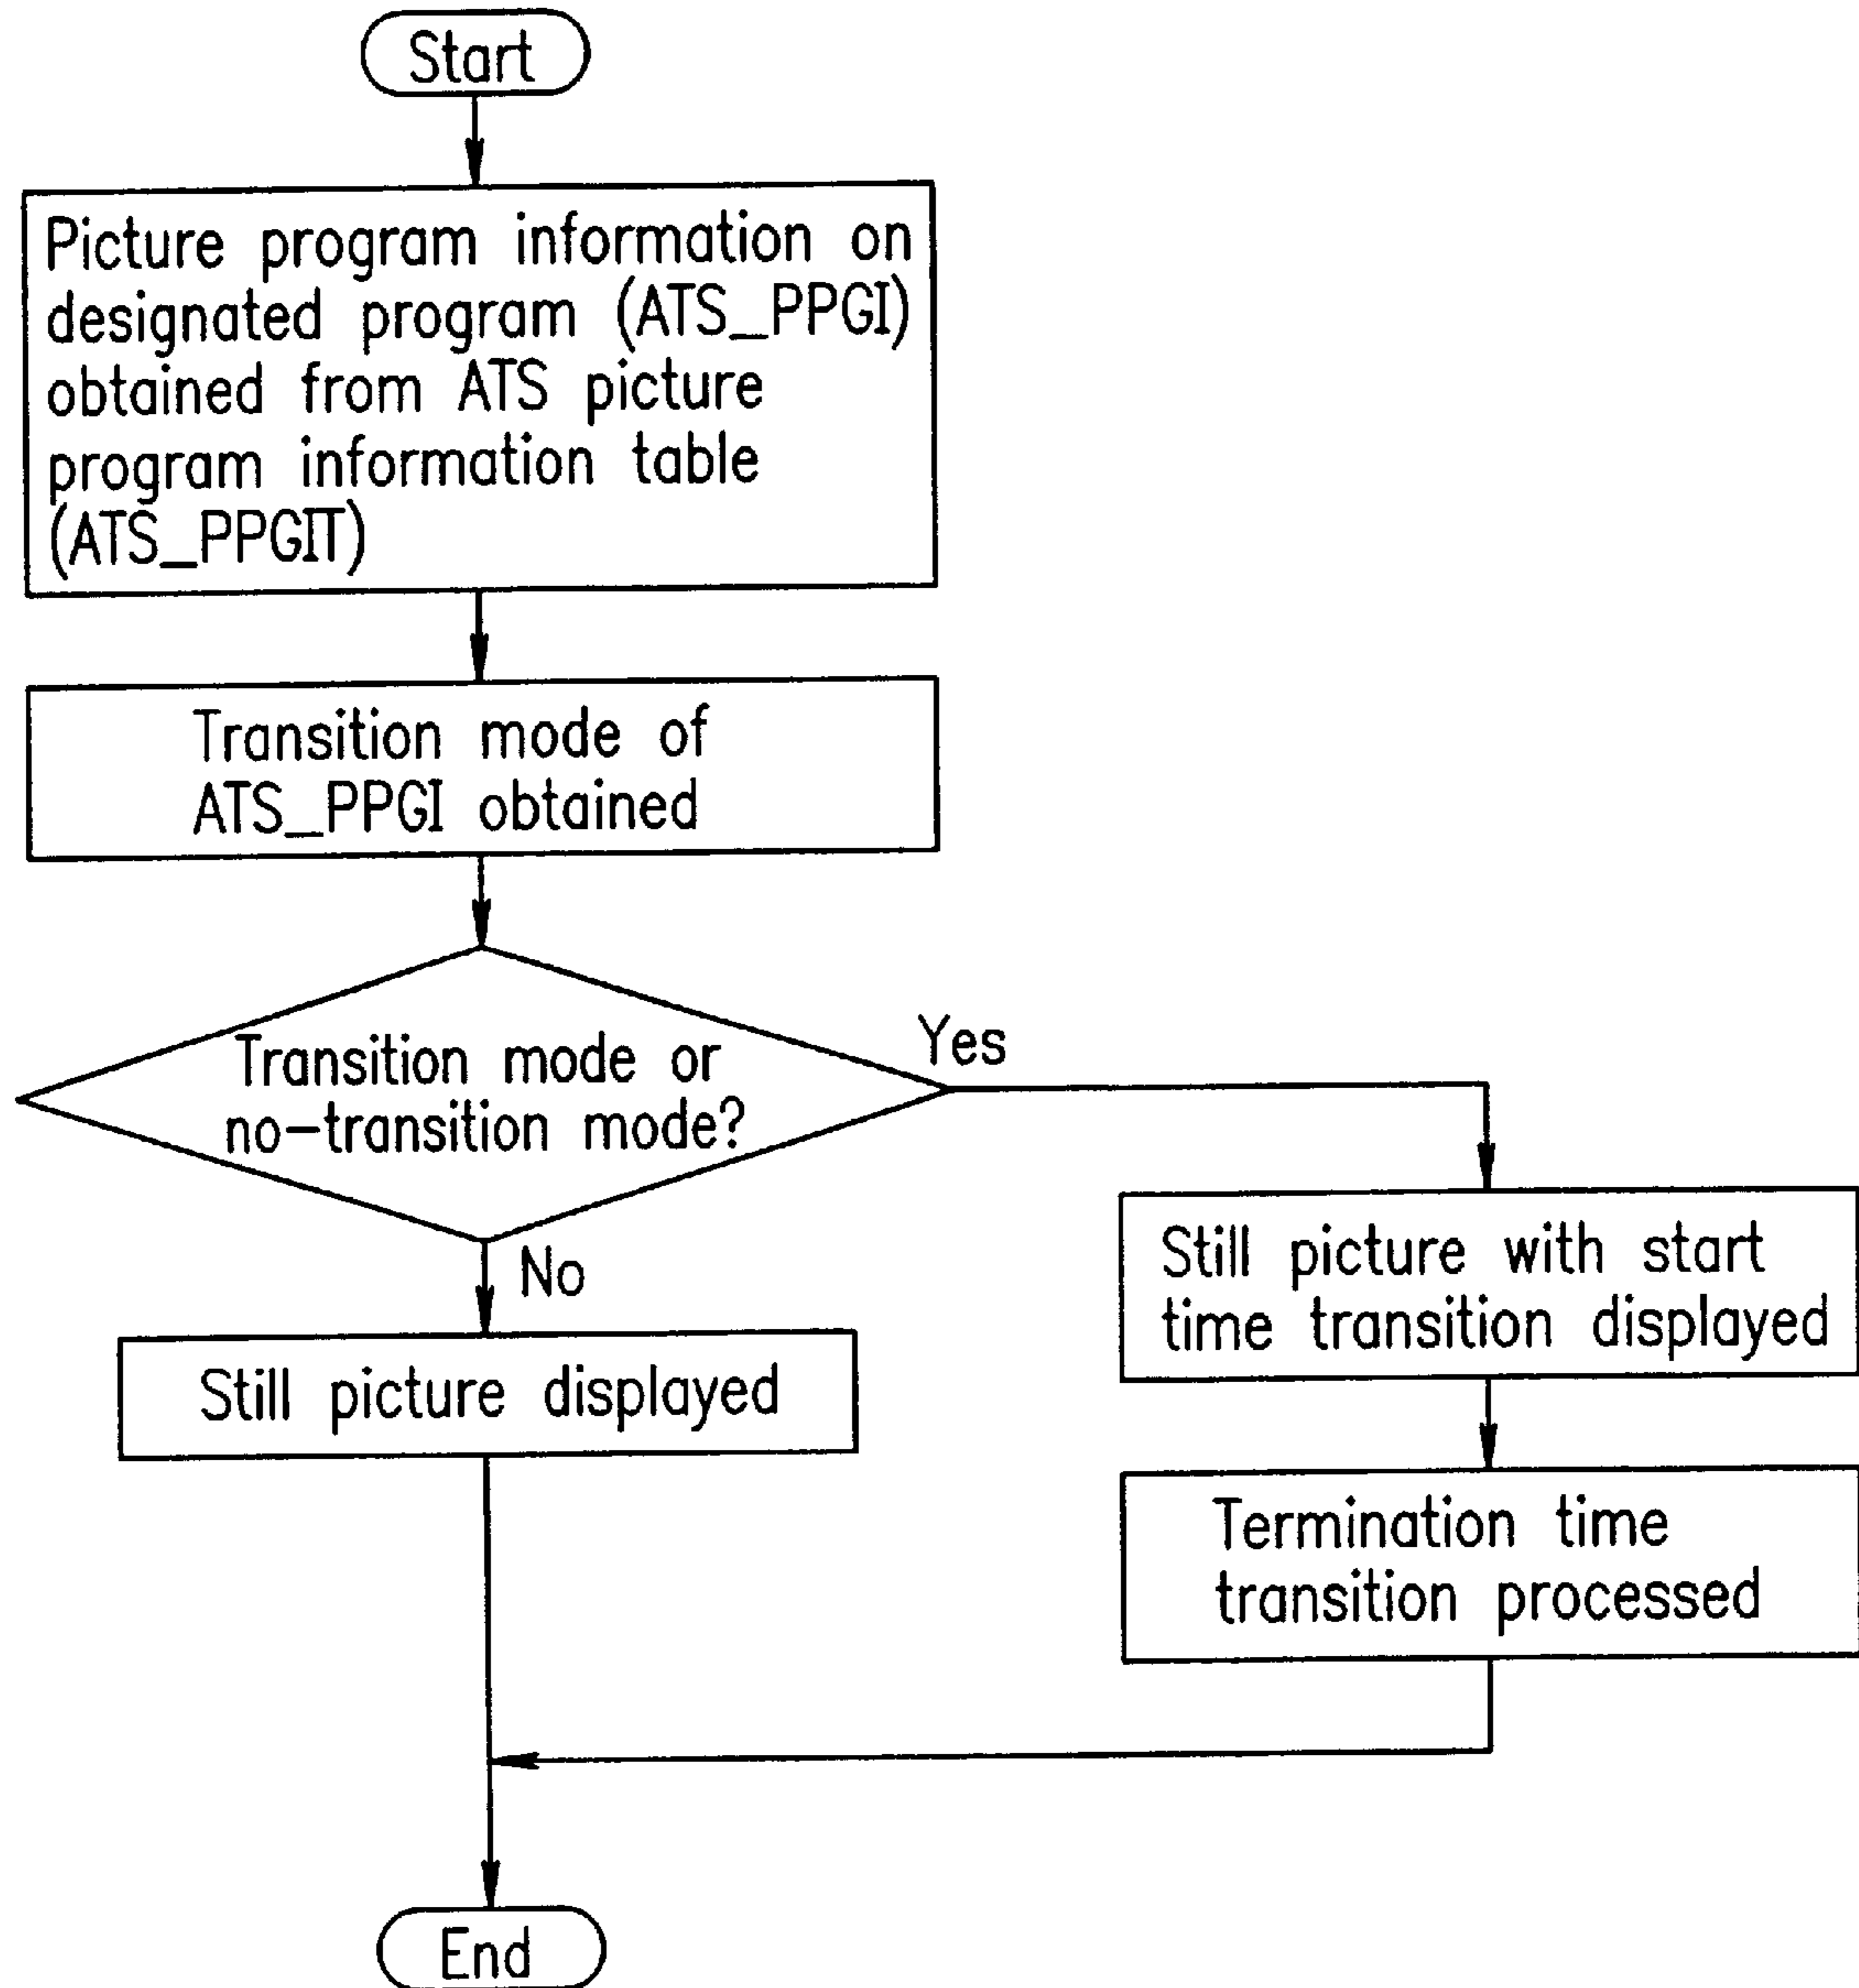 Start
Picture program information on
designated program (ATS_PPGI)
obtained from ATS picture
program information table
(ATS_PPGIT)
Transition mode of
ATS_PPGI obtained
Transition mode or
no-transition mode?
Yes
No
Still picture with start
time transition displayed
Still picture displayed
Termination time
transition processed
End